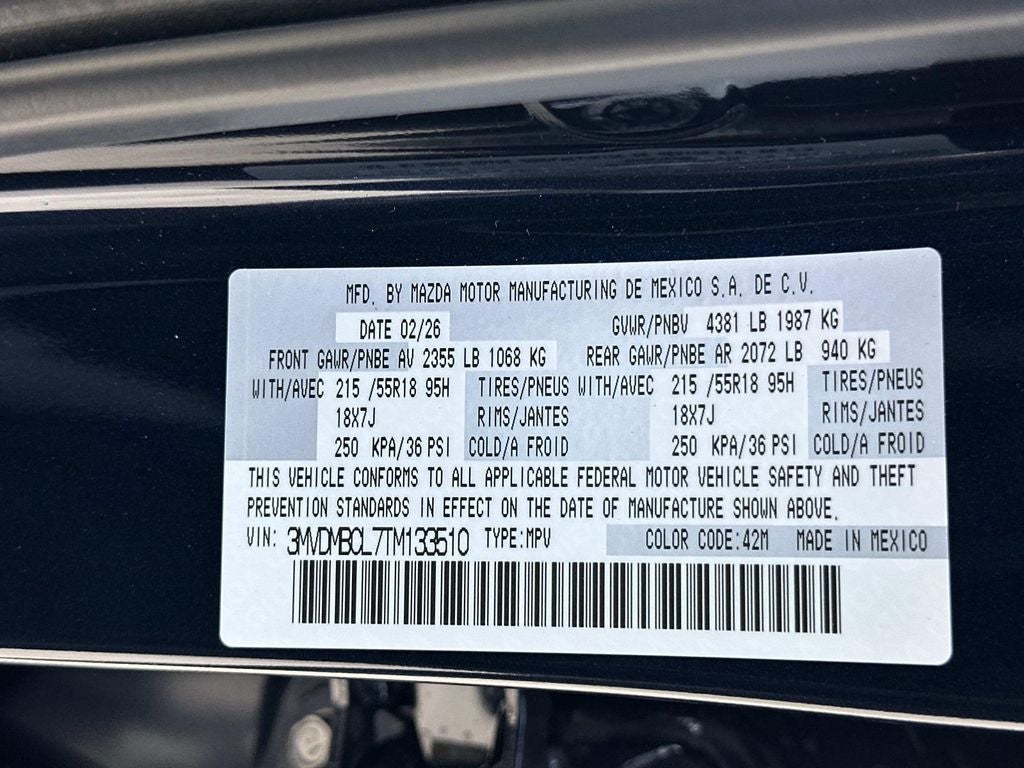 MFD. BY MAZDA MOTOR MANUFACTURING DE MEXICO S.A. DE C.V.
DATE 02/26 GVWR/PNBV 4381 LB 1987 KG
FRONT GAWR/PNBE AV 2355 LB 1068 KG REAR GAWR/PNBE AR 2072 LB 940 KG
WITH/AVEC 215 /55R18 95H TIRES/PNEUS WITH/AVEC 215 /55R18 95H TIRES/PNEUS
18X7J RIMS/JANTES 18X7J RIMS/JANTES
250 KPA/36 PSI COLD/A FROID 250 KPA/36 PSI COLD/A FROID
THIS VEHICLE CONFORMS TO ALL APPLICABLE FEDERAL MOTOR VEHICLE SAFETY AND THEFT
PREVENTION STANDARDS IN EFFECT ON THE DATE OF MANUFACTURE SHOWN ABOVE.
VIN: 3MVDMBCL7TM133510 TYPE:MPV COLOR CODE:42M MADE IN MEXICO